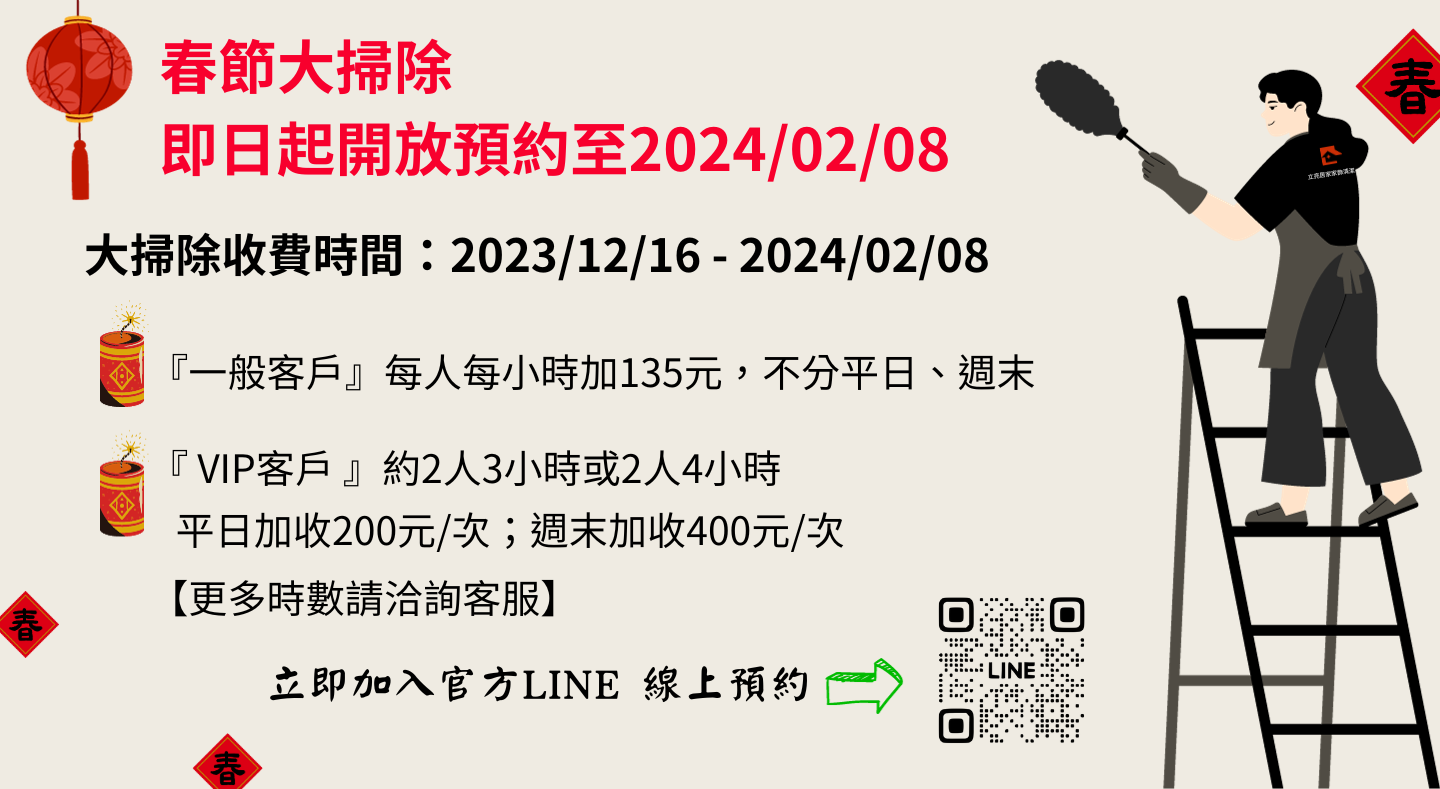 春節大掃除
即日起開放預約至2024/02/08
春
立亮居家家飾清潔
大掃除收費時間：2023/12/16 - 2024/02/08
『一般客戶』每人每小時加135元，不分平日、週末
『 VIP客戶 』約2人3小時或2人4小時
平日加收200元/次；週末加收400元/次
【更多時數請洽詢客服】
春
LINE
立即加入官方LINE 線上預約
春